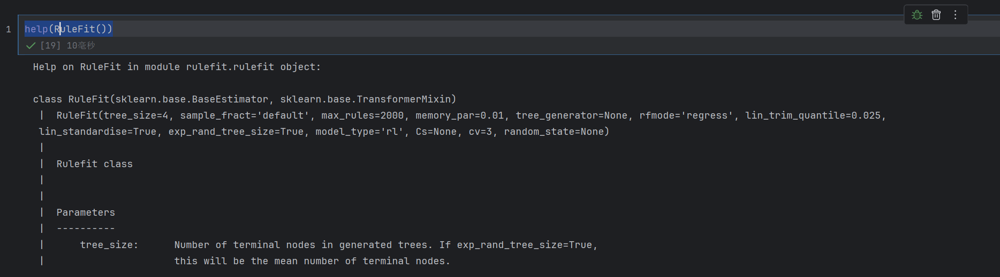 1 help(RuleFit())
[19] 10毫秒
Help on RuleFit in module rulefit.rulefit object:
class RuleFit(sklearn.base.BaseEstimator, sklearn.base.TransformerMixin)
 |  RuleFit(tree_size=4, sample_fract='default', max_rules=2000, memory_par=0.01, tree_generator=None, rfmode='regress', lin_trim_quantile=0.025,
 lin_standardise=True, exp_rand_tree_size=True, model_type='rl', Cs=None, cv=3, random_state=None)
 |
 |  Rulefit class
 |
 |
 |  Parameters
 |  ----------
 |      tree_size:      Number of terminal nodes in generated trees. If exp_rand_tree_size=True,
 |                      this will be the mean number of terminal nodes.